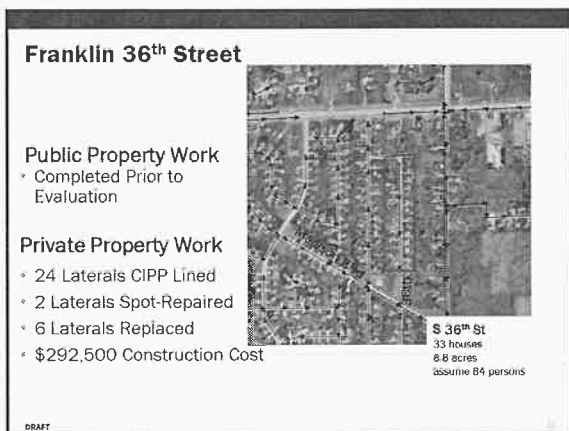 Franklin 36th Street
Public Property Work
• Completed Prior to
Evaluation
Private Property Work
• 24 Laterals CIPP Lined
• 2 Laterals Spot-Repaired
• 6 Laterals Replaced
• $292,500 Construction Cost
S 36th St
33 houses
8.8 acres
assume 84 persons
DRAFT